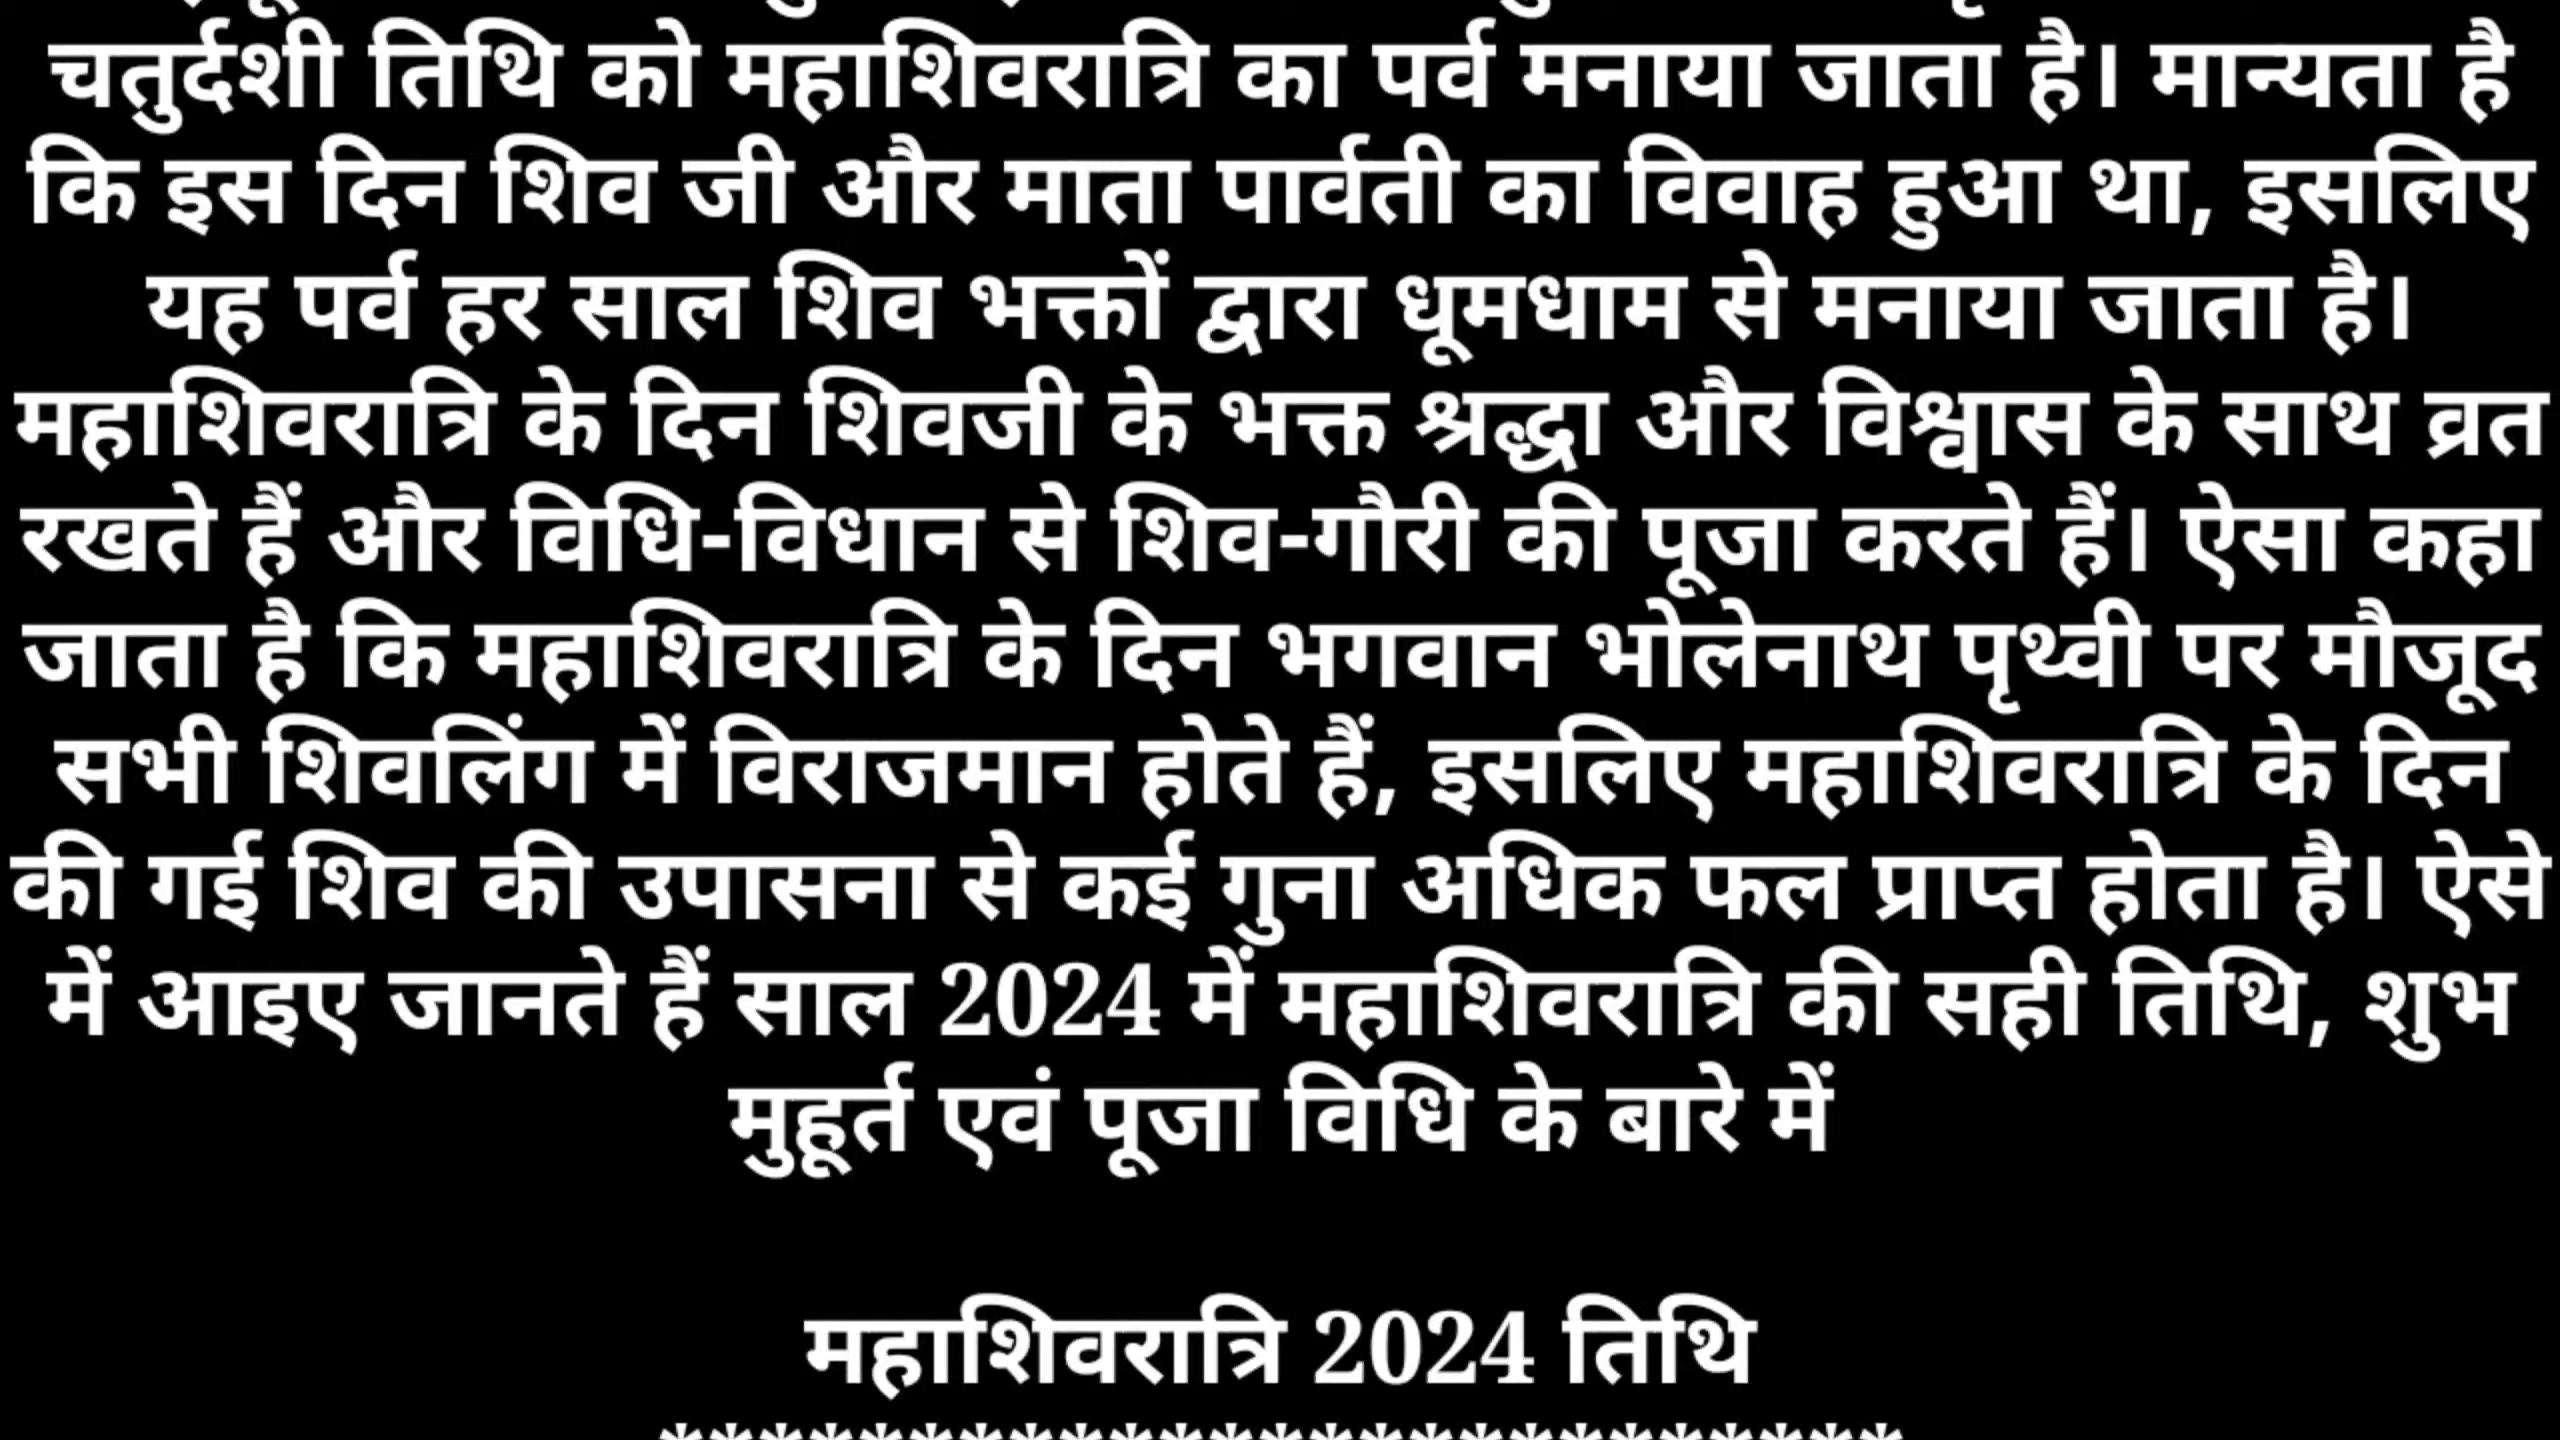 चतुर्दशी तिथि को महाशिवरात्रि का पर्व मनाया जाता है। मान्यता है
कि इस दिन शिव जी और माता पार्वती का विवाह हुआ था, इसलिए
यह पर्व हर साल शिव भक्तों द्वारा धूमधाम से मनाया जाता है।
महाशिवरात्रि के दिन शिवजी के भक्त श्रद्धा और विश्वास के साथ व्रत
रखते हैं और विधि-विधान से शिव-गौरी की पूजा करते हैं। ऐसा कहा
जाता है कि महाशिवरात्रि के दिन भगवान भोलेनाथ पृथ्वी पर मौजूद
सभी शिवलिंग में विराजमान होते हैं, इसलिए महाशिवरात्रि के दिन
की गई शिव की उपासना से कई गुना अधिक फल प्राप्त होता है। ऐसे
में आइए जानते हैं साल 2024 में महाशिवरात्रि की सही तिथि, शुभ
मुहूर्त एवं पूजा विधि के बारे में
महाशिवरात्रि 2024 तिथि
*************************